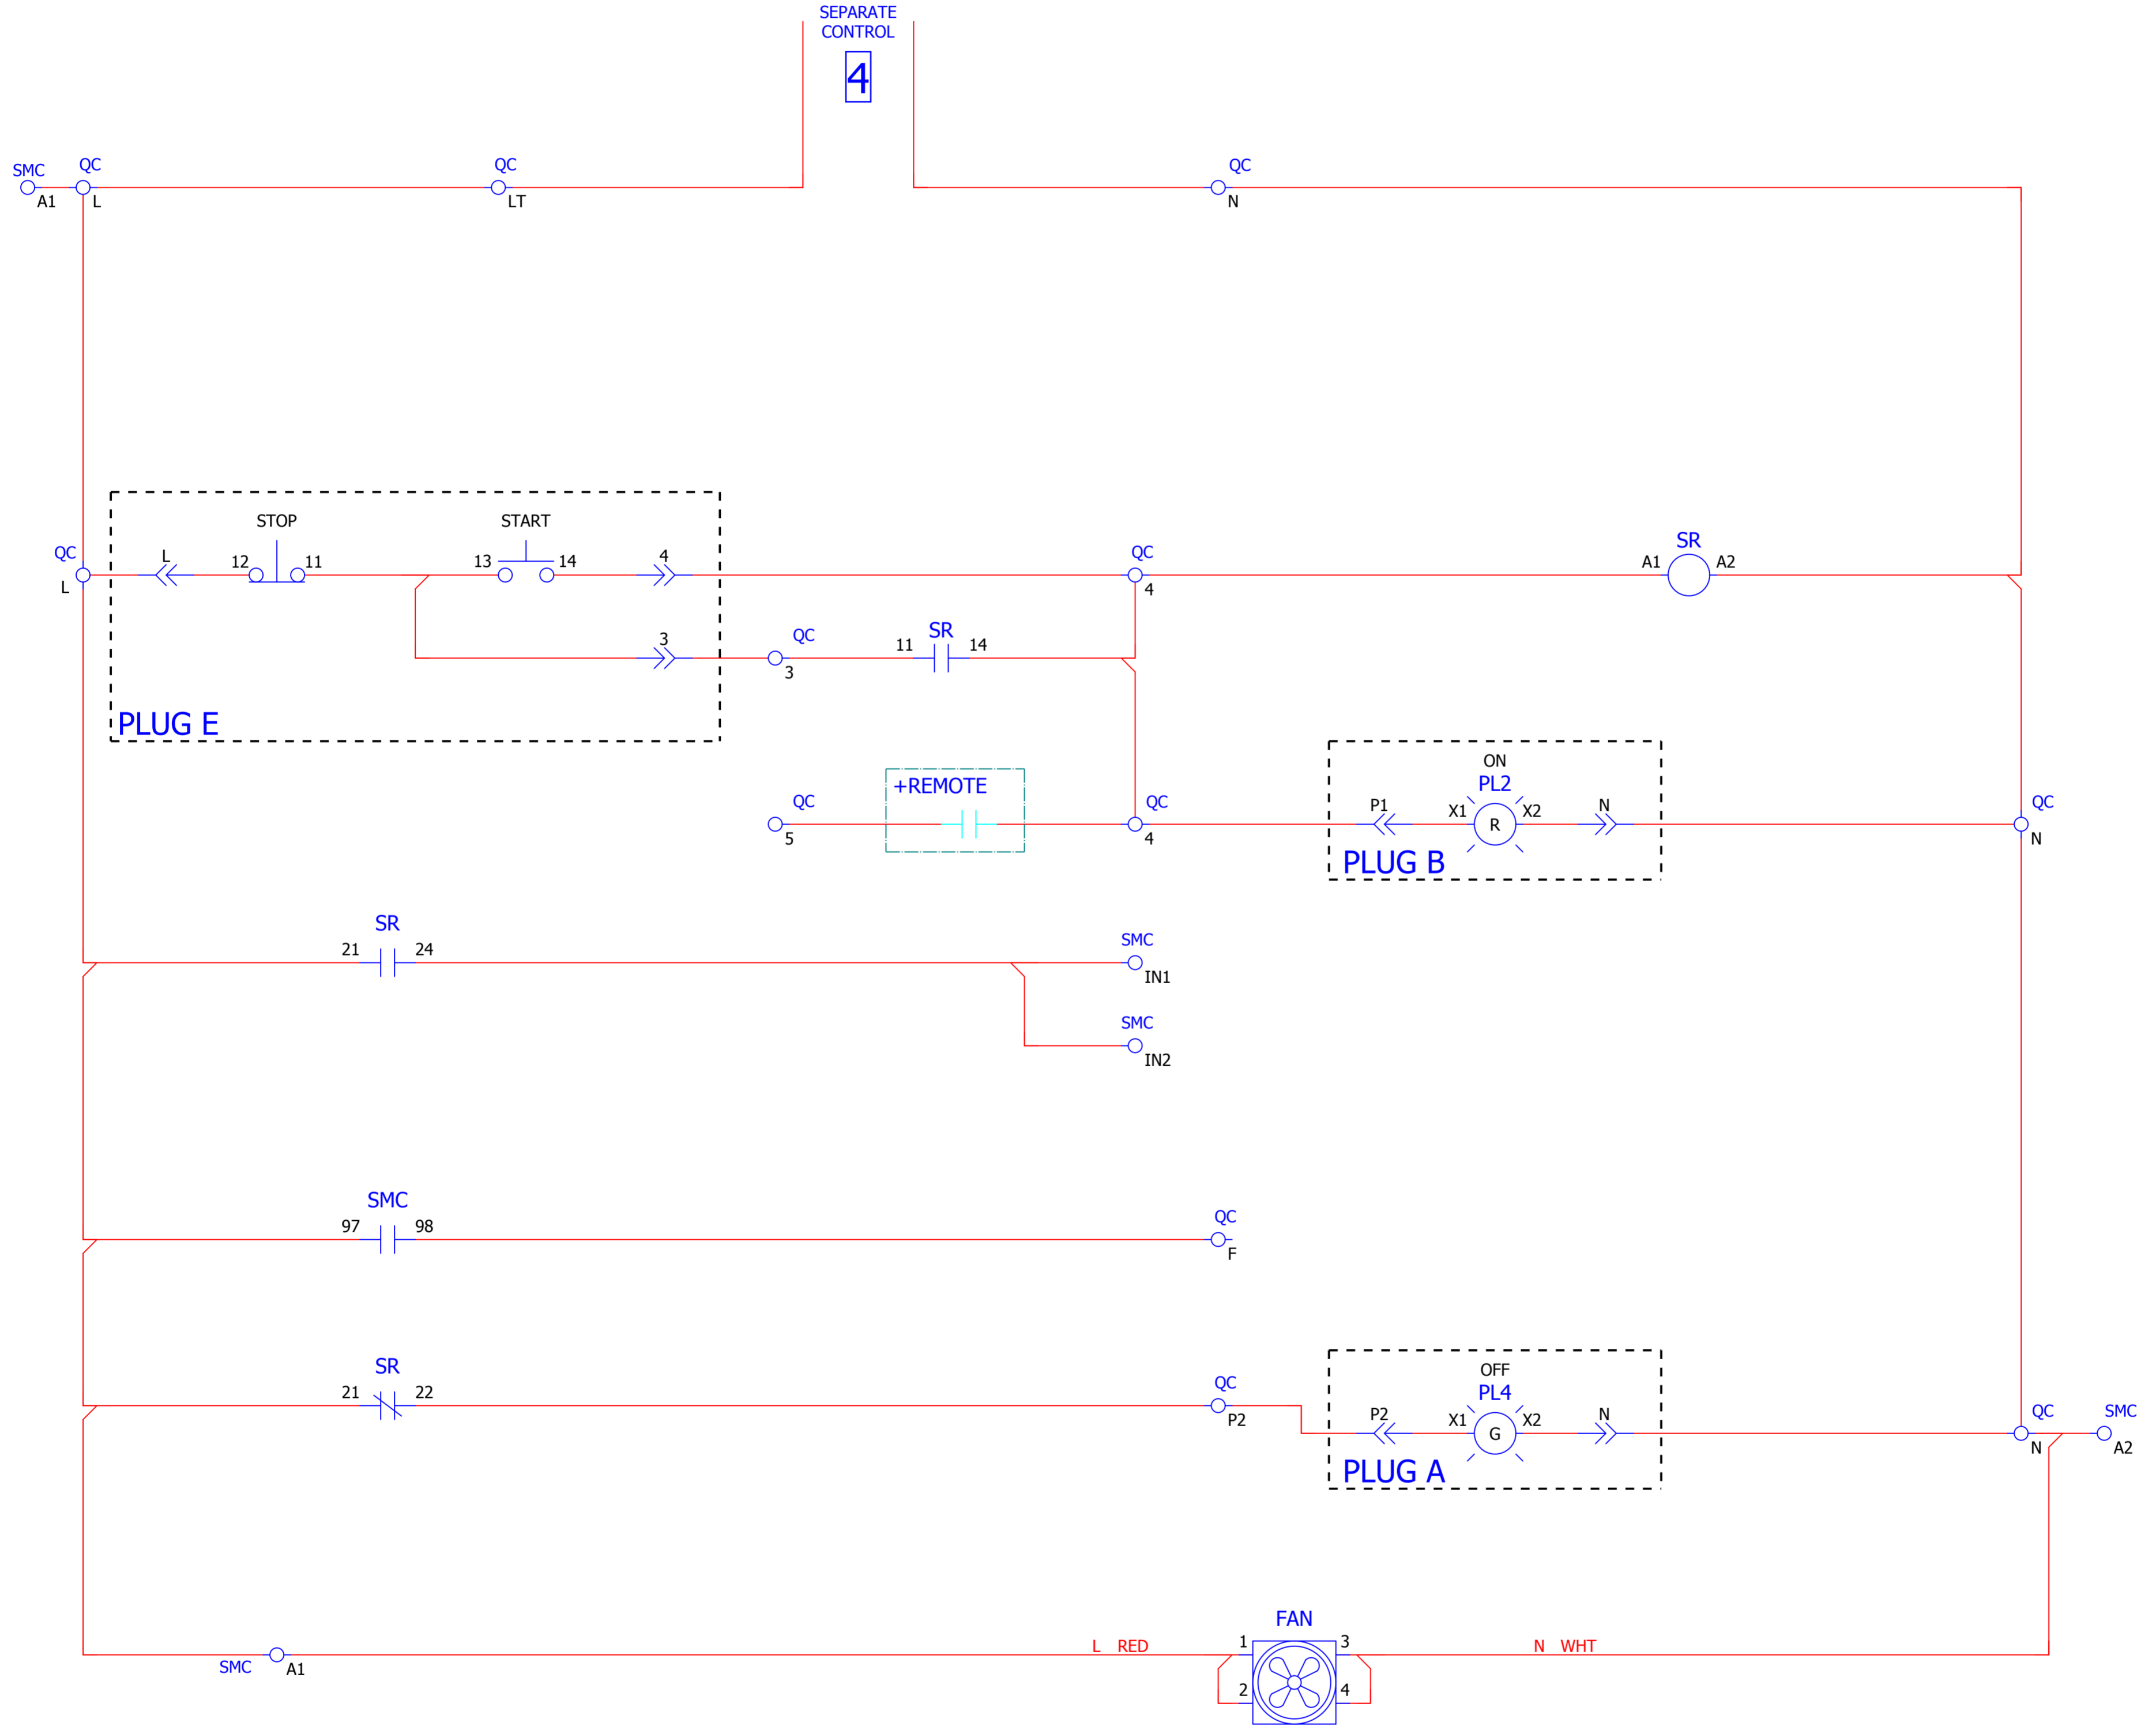 SEPARATE
CONTROL
4
SMC
A1
QC
L
QC
LT
QC
N
QC
L
L
STOP
12 11
START
13 14
4
3
PLUG E
QC
4
SR
A1 A2
QC
3
SR
11 14
QC
5
+REMOTE
QC
4
ON
PL2
P1
X1 R X2
N
PLUG B
QC
N
SR
21 24
SMC
IN1
SMC
IN2
SMC
97 98
QC
F
SR
21 22
QC
P2
OFF
PL4
P2
X1 G X2
N
PLUG A
QC
N
SMC
A2
SMC
A1
L RED
FAN
1 3
2 4
N WHT